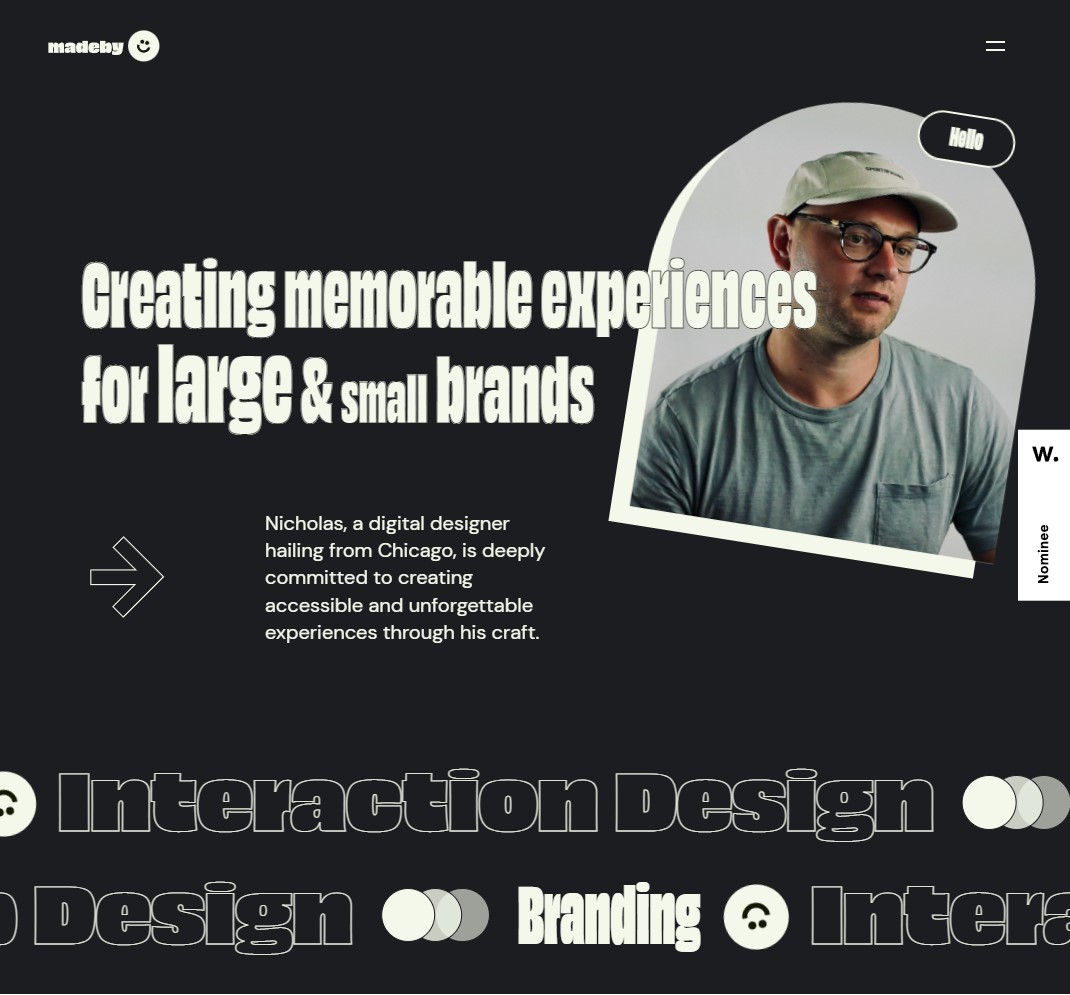 madeby
Hello
Creating memorable experiences
for large & small brands
W.
Nominee
Nicholas, a digital designer
hailing from Chicago, is deeply
committed to creating
accessible and unforgettable
experiences through his craft.
Interaction Design
Design Branding Intera